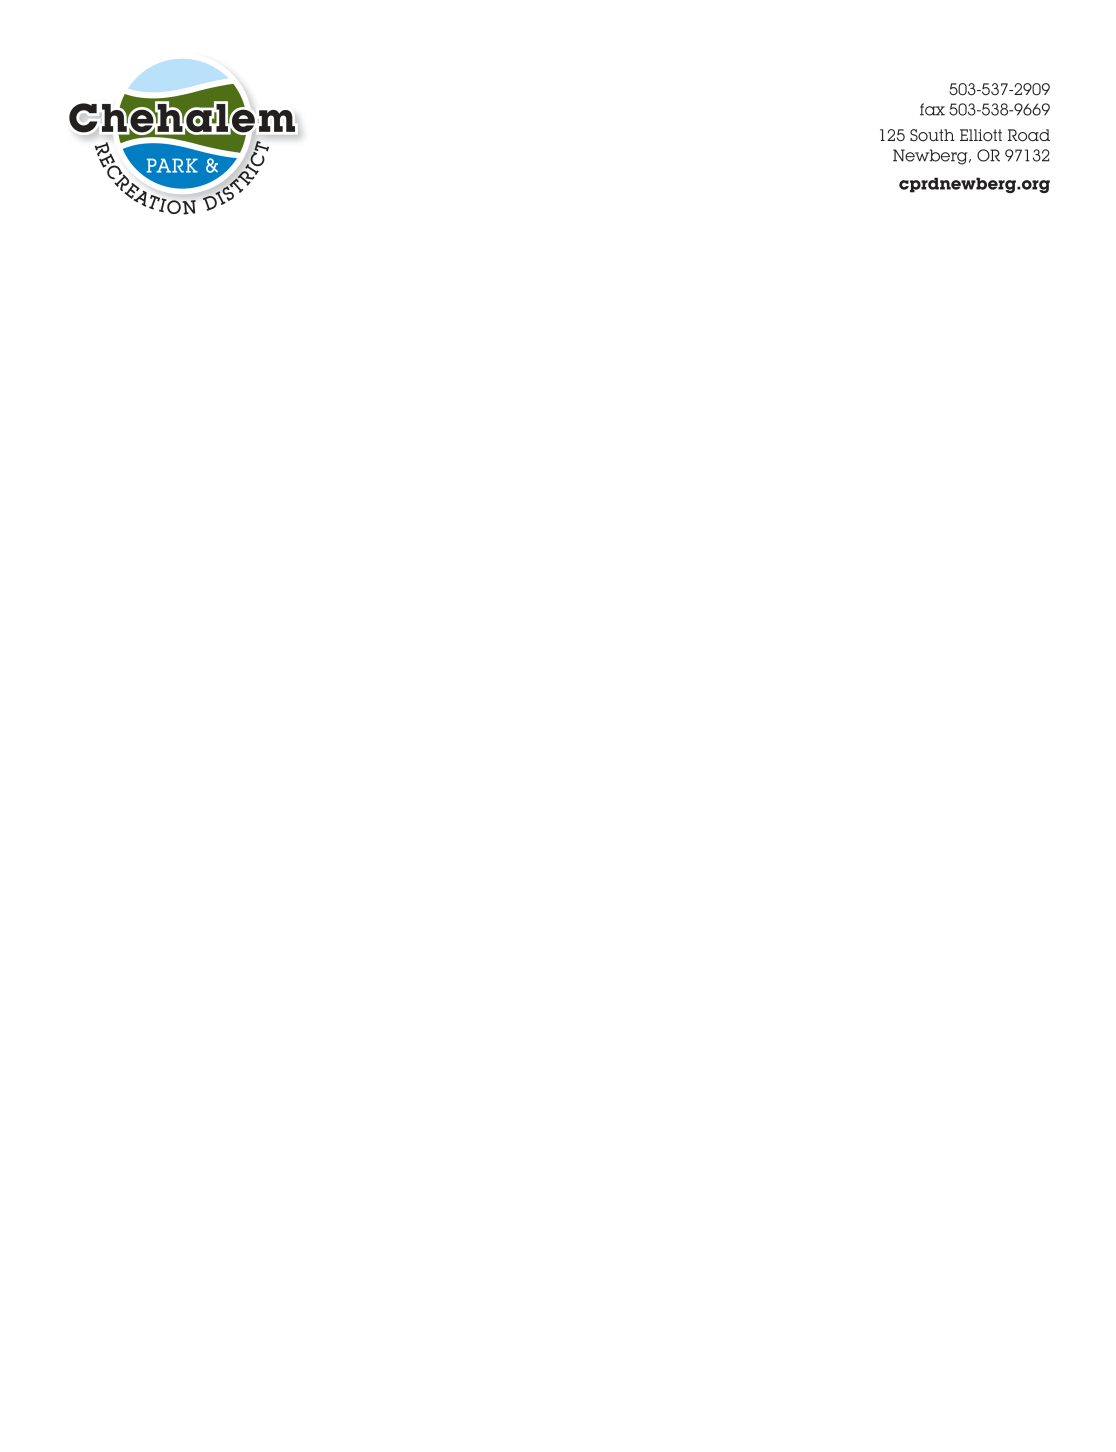 Chehalem
PARK &
RECREATION DISTRICT
503-537-2909
fax 503-538-9669
125 South Elliott Road
Newberg, OR 97132
cprdnewberg.org